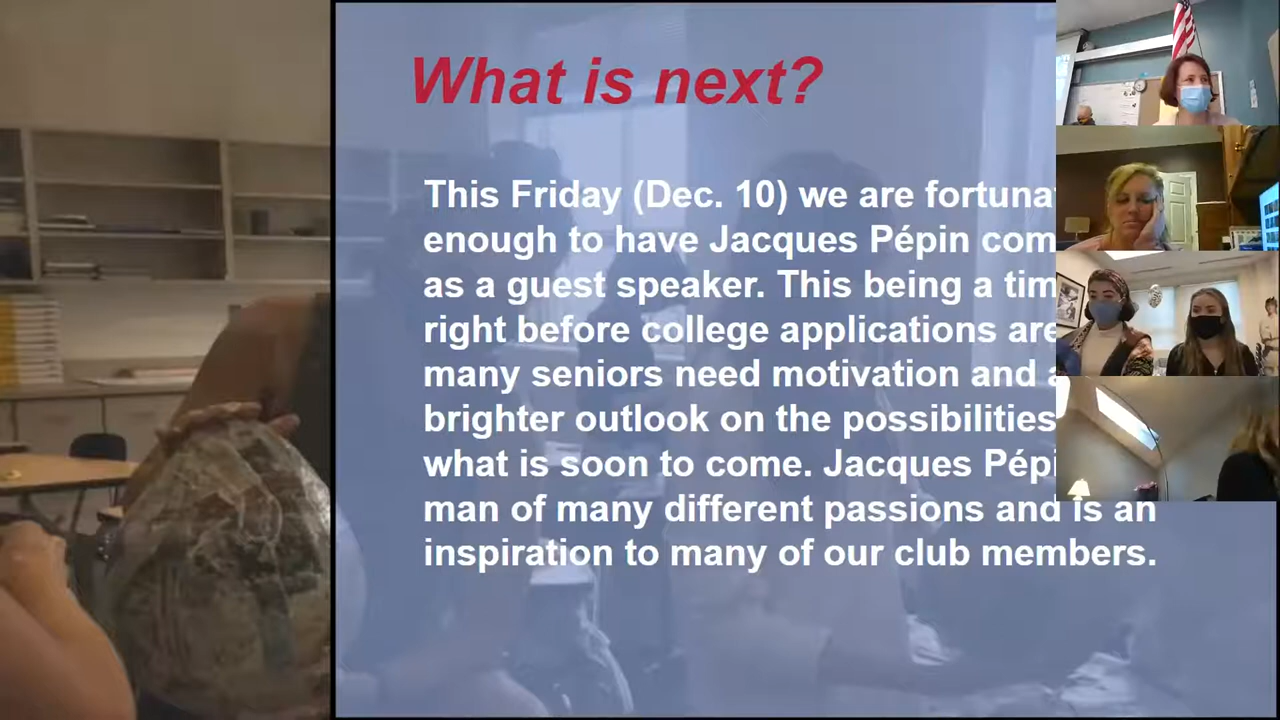 What is next?
This Friday (Dec. 10) we are
enough to have Jacques Pépin
as a guest speaker. This being a
right before college applications are
many seniors need motivation and
brighter outlook on the possibilities
what is soon to come. Jacques
man of many different passions and is an
inspiration to many of our club members.